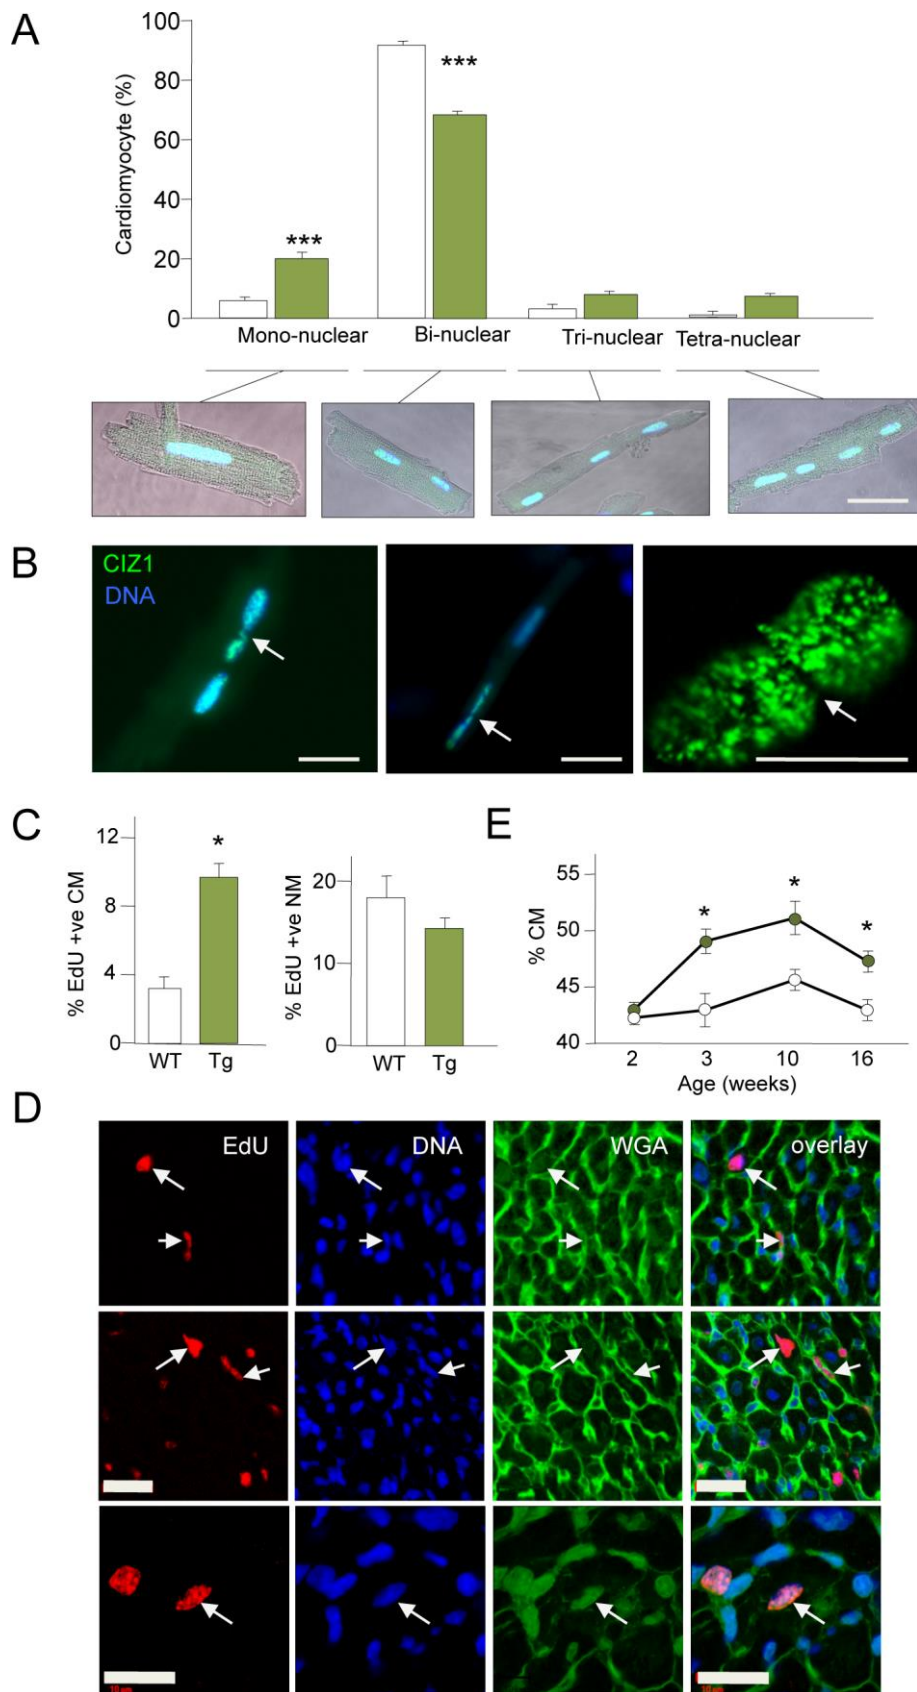 A
Cardiomyocyte (%)
100
80
60
40
20
0
***
***
Mono-nuclear Bi-nuclear Tri-nuclear Tetra-nuclear
B
CIZ1
DNA
C
% EdU +ve CM
12
8
4
0
*
WT Tg
% EdU +ve NM
20
10
0
WT Tg
E
% CM
55
50
45
40
* * *
2 3 10 16
Age (weeks)
D
EdU DNA WGA overlay
10 µm